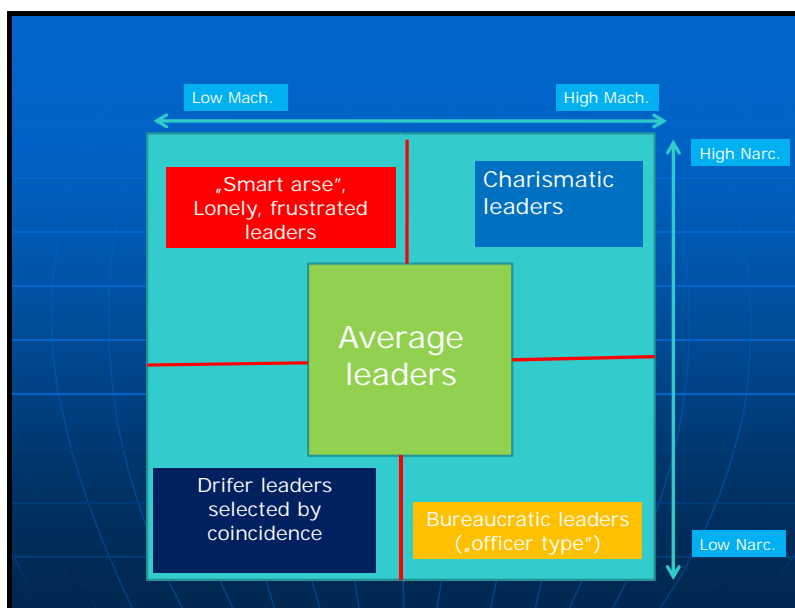 Low Mach.
High Mach.
High Narc.
„Smart arse”,
Lonely, frustrated
leaders
Charismatic
leaders
Average
leaders
Drifer leaders
selected by
coincidence
Bureaucratic leaders
(„officer type”)
Low Narc.